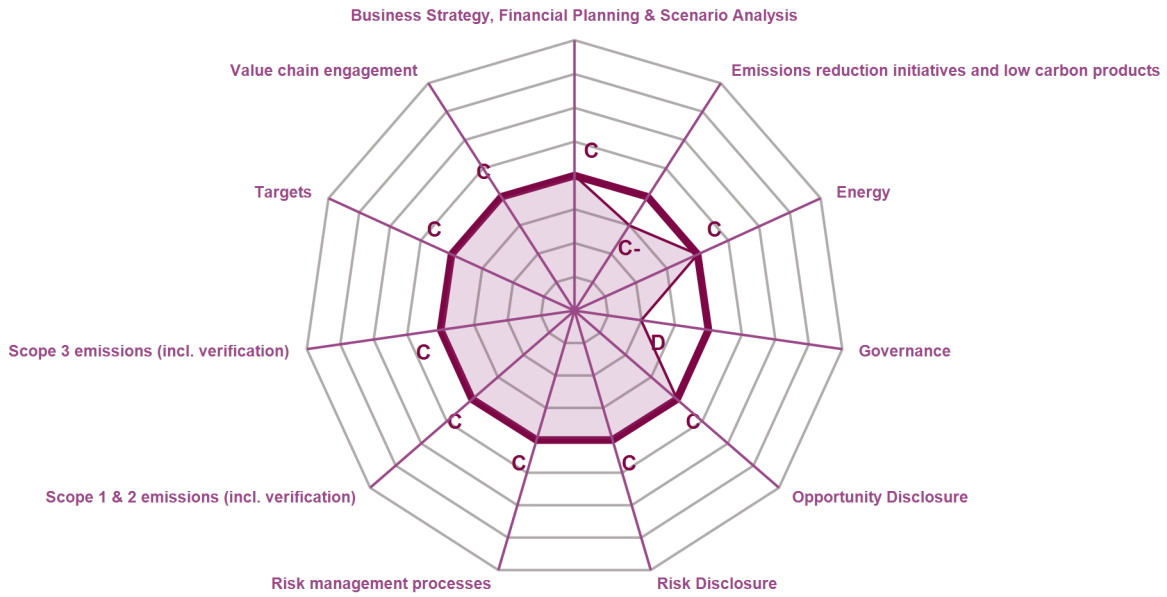 Business Strategy, Financial Planning & Scenario Analysis
Value chain engagement
Emissions reduction initiatives and low carbon products
C
C
Targets
Energy
C
C
C-
D
Scope 3 emissions (incl. verification)
C
Governance
C
C
Scope 1 & 2 emissions (incl. verification)
Opportunity Disclosure
C
C
Risk management processes
Risk Disclosure